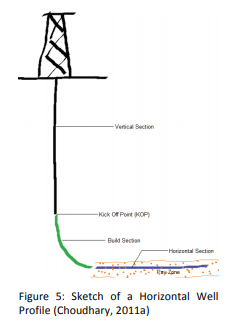 Vertical Section
Kick Off Point (KOP)
Build Section
Horizontal Section
Pay Zone
Figure 5: Sketch of a Horizontal Well
Profile (Choudhary, 2011a)